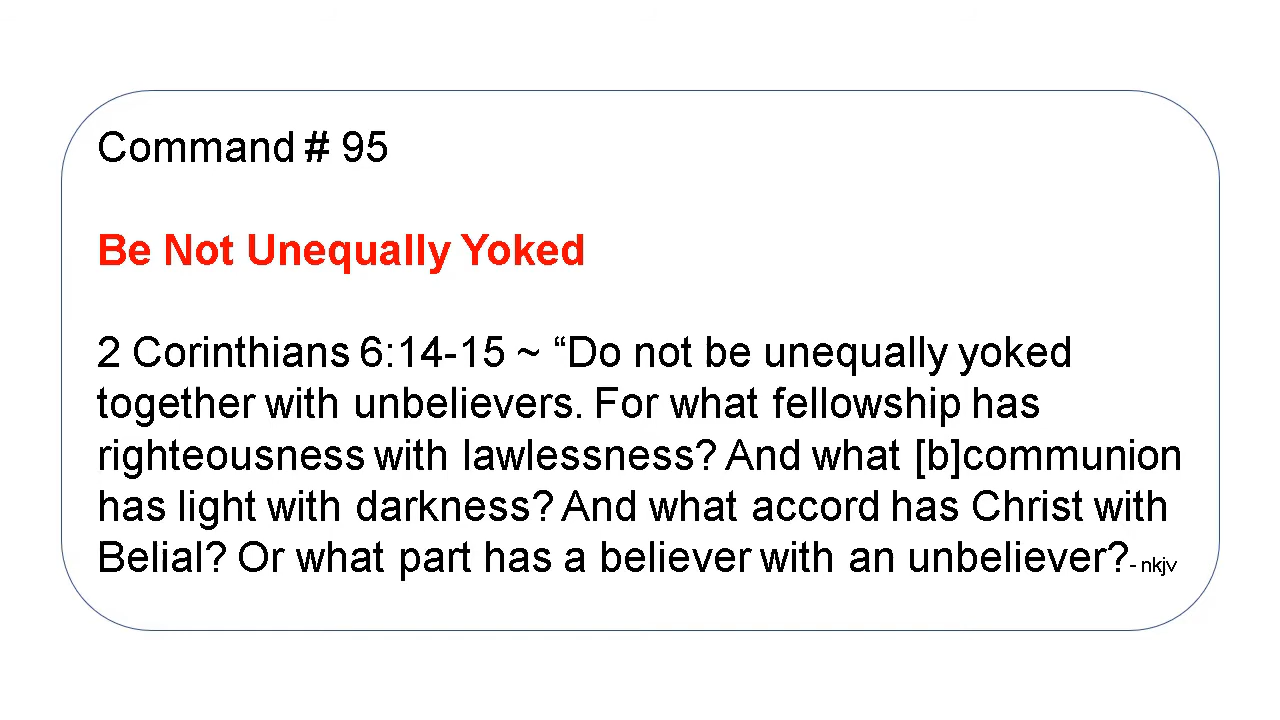 Command # 95
Be Not Unequally Yoked
2 Corinthians 6:14-15 ~ “Do not be unequally yoked
together with unbelievers. For what fellowship has
righteousness with lawlessness? And what [b]communion
has light with darkness? And what accord has Christ with
Belial? Or what part has a believer with an unbeliever?- nkjv